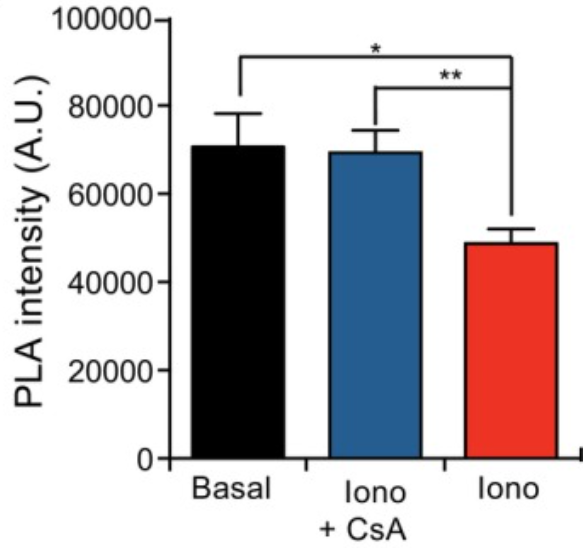 PLA intensity (A.U.)
100000
80000
60000
40000
20000
0
*
**
Basal
Iono
+ CsA
Iono